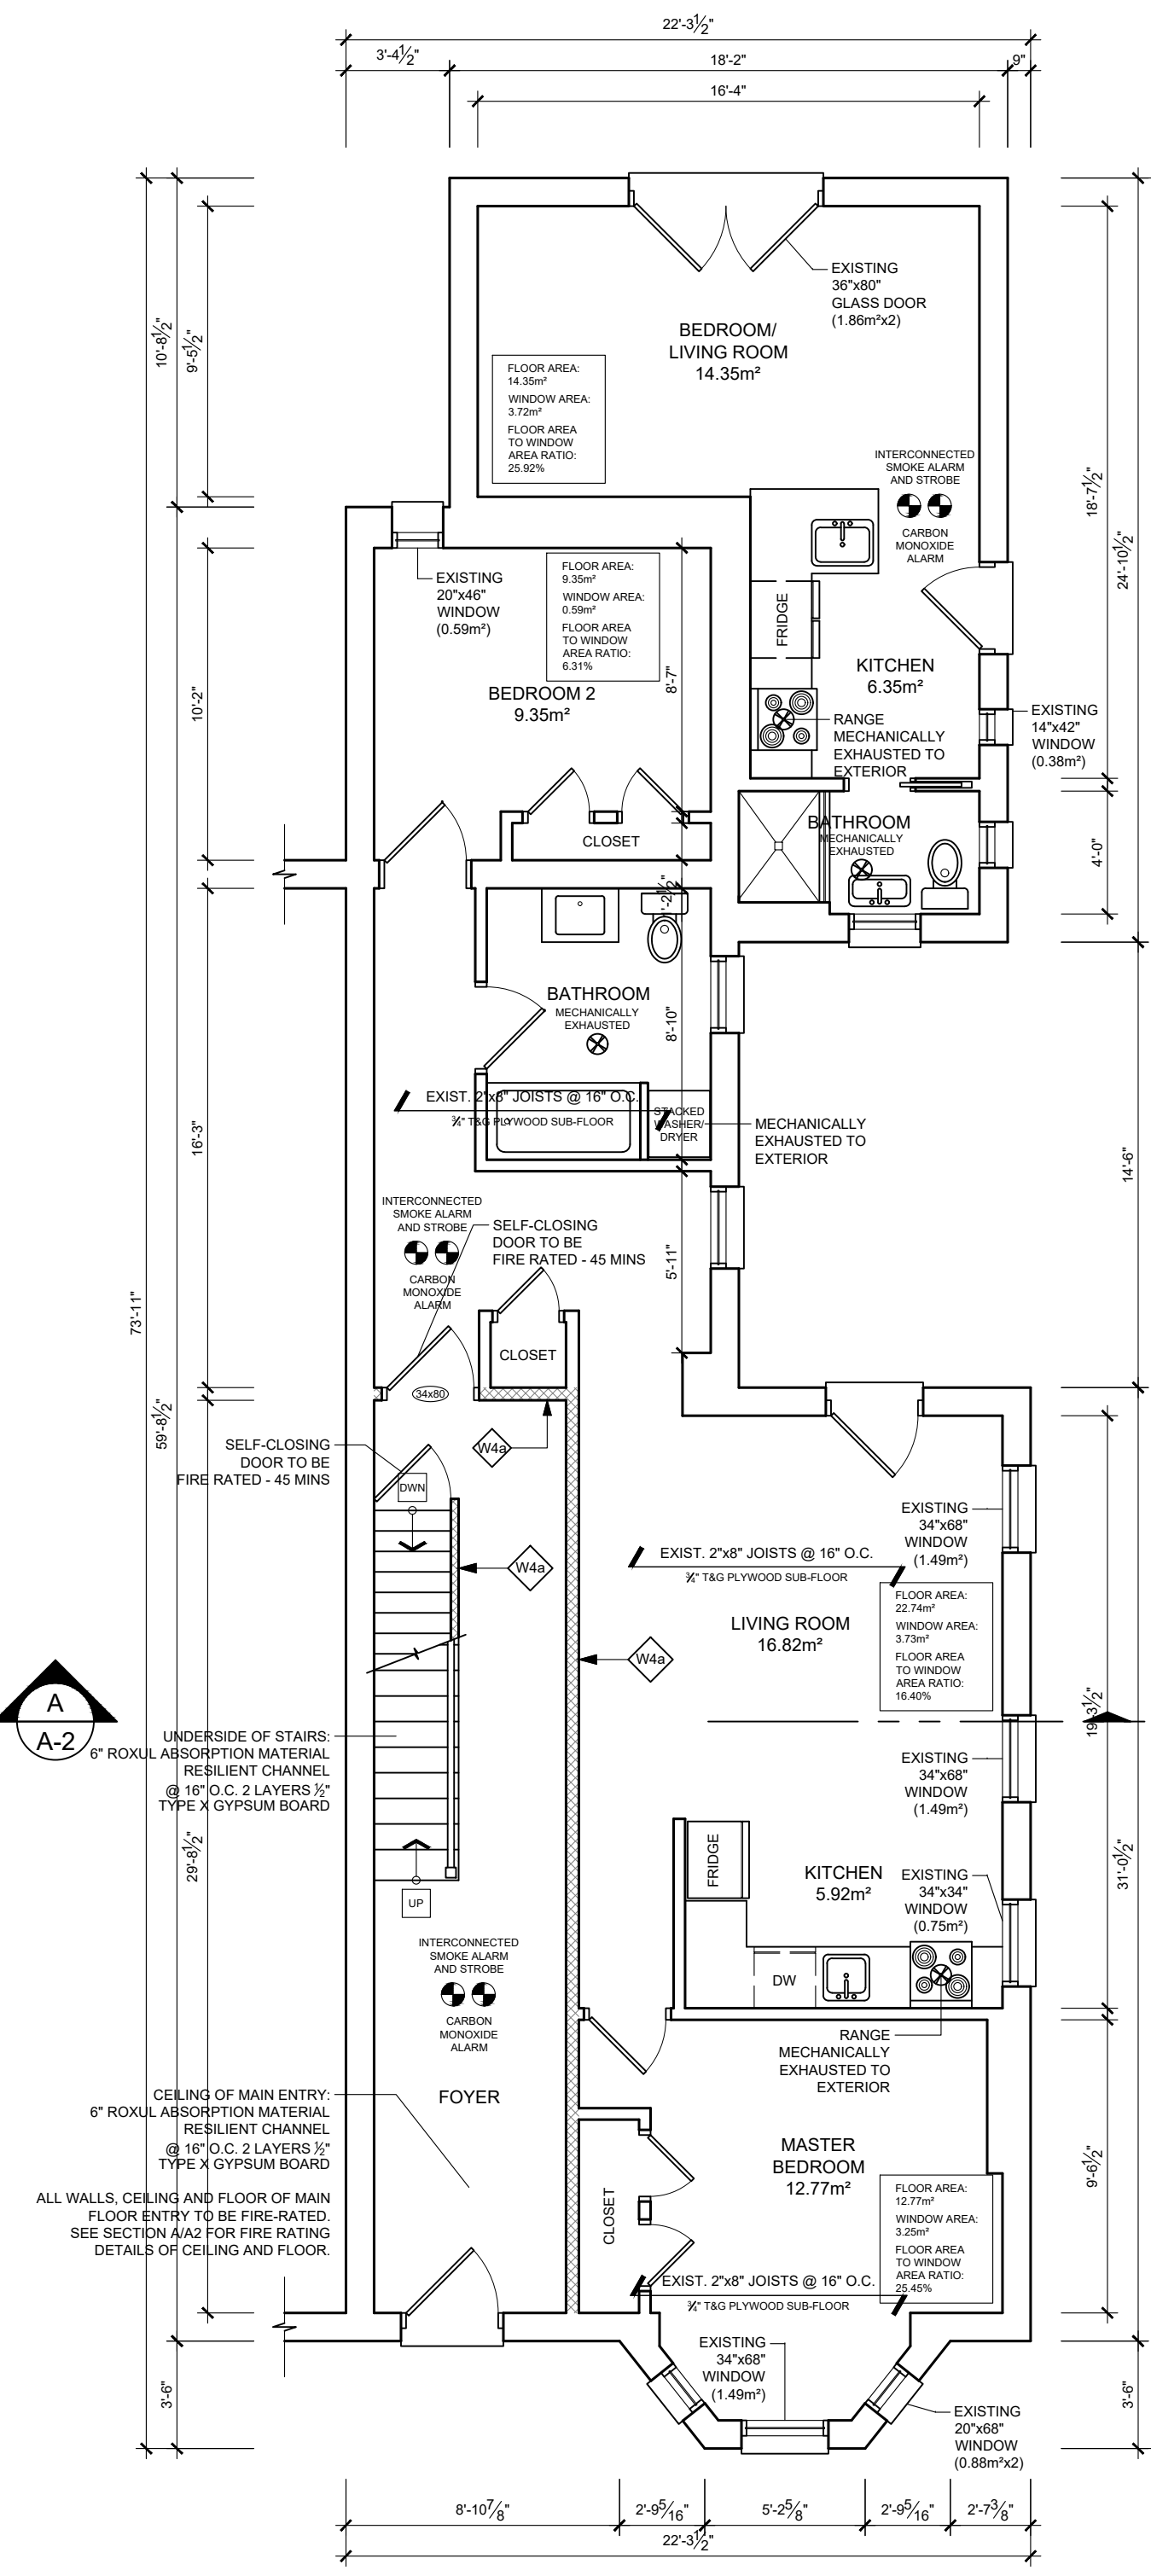 22'-3½"
3'-4½"
18'-2"
9"
16'-4"
10'-8½"
9'-5½"
EXISTING
36"x80"
GLASS DOOR
(1.86m²x2)
BEDROOM/
LIVING ROOM
14.35m²
FLOOR AREA:
14.35m²
WINDOW AREA:
3.72m²
FLOOR AREA
TO WINDOW
AREA RATIO:
25.92%
INTERCONNECTED
SMOKE ALARM
AND STROBE
CARBON
MONOXIDE
ALARM
18'-7½"
24'-10½"
EXISTING
20"x46"
WINDOW
(0.59m²)
FLOOR AREA:
9.35m²
WINDOW AREA:
0.59m²
FLOOR AREA
TO WINDOW
AREA RATIO:
6.31%
FRIDGE
KITCHEN
6.35m²
BEDROOM 2
9.35m²
8'-7"
10'-2"
RANGE
MECHANICALLY
EXHAUSTED TO
EXTERIOR
EXISTING
14"x42"
WINDOW
(0.38m²)
CLOSET
BATHROOM
MECHANICALLY
EXHAUSTED
4'-0"
-2½"
BATHROOM
MECHANICALLY
EXHAUSTED
8'-10"
EXIST. 2"x8" JOISTS @ 16" O.C.
¾" T&G PLYWOOD SUB-FLOOR
STACKED
WASHER/
DRYER
MECHANICALLY
EXHAUSTED TO
EXTERIOR
16'-3"
14'-6"
INTERCONNECTED
SMOKE ALARM
AND STROBE
CARBON
MONOXIDE
ALARM
SELF-CLOSING
DOOR TO BE
FIRE RATED - 45 MINS
5'-11"
73'-11"
CLOSET
34x80
59'-8½"
SELF-CLOSING
DOOR TO BE
FIRE RATED - 45 MINS
W4a
DWN
W4a
EXISTING
34"x68"
WINDOW
(1.49m²)
EXIST. 2"x8" JOISTS @ 16" O.C.
¾" T&G PLYWOOD SUB-FLOOR
LIVING ROOM
16.82m²
FLOOR AREA:
22.74m²
WINDOW AREA:
3.73m²
FLOOR AREA
TO WINDOW
AREA RATIO:
16.40%
W4a
A
A-2
19'-3½"
UNDERSIDE OF STAIRS:
6" ROXUL ABSORPTION MATERIAL
RESILIENT CHANNEL
@ 16" O.C. 2 LAYERS ½"
TYPE X GYPSUM BOARD
EXISTING
34"x68"
WINDOW
(1.49m²)
29'-8½"
31'-0½"
FRIDGE
KITCHEN
5.92m²
EXISTING
34"x34"
WINDOW
(0.75m²)
UP
INTERCONNECTED
SMOKE ALARM
AND STROBE
CARBON
MONOXIDE
ALARM
DW
RANGE
MECHANICALLY
EXHAUSTED TO
EXTERIOR
FOYER
CEILING OF MAIN ENTRY:
6" ROXUL ABSORPTION MATERIAL
RESILIENT CHANNEL
@ 16" O.C. 2 LAYERS ½"
TYPE X GYPSUM BOARD
ALL WALLS, CEILING AND FLOOR OF MAIN
FLOOR ENTRY TO BE FIRE-RATED.
SEE SECTION A/A2 FOR FIRE RATING
DETAILS OF CEILING AND FLOOR.
MASTER
BEDROOM
12.77m²
9'-6½"
CLOSET
FLOOR AREA:
12.77m²
WINDOW AREA:
3.25m²
FLOOR AREA
TO WINDOW
AREA RATIO:
25.45%
EXIST. 2"x8" JOISTS @ 16" O.C.
¾" T&G PLYWOOD SUB-FLOOR
EXISTING
34"x68"
WINDOW
(1.49m²)
EXISTING
20"x68"
WINDOW
(0.88m²x2)
3'-6"
3'-6"
8'-10⅞"
2'-9 5/16"
5'-2⅝"
2'-9 5/16"
2'-7⅜"
22'-3½"